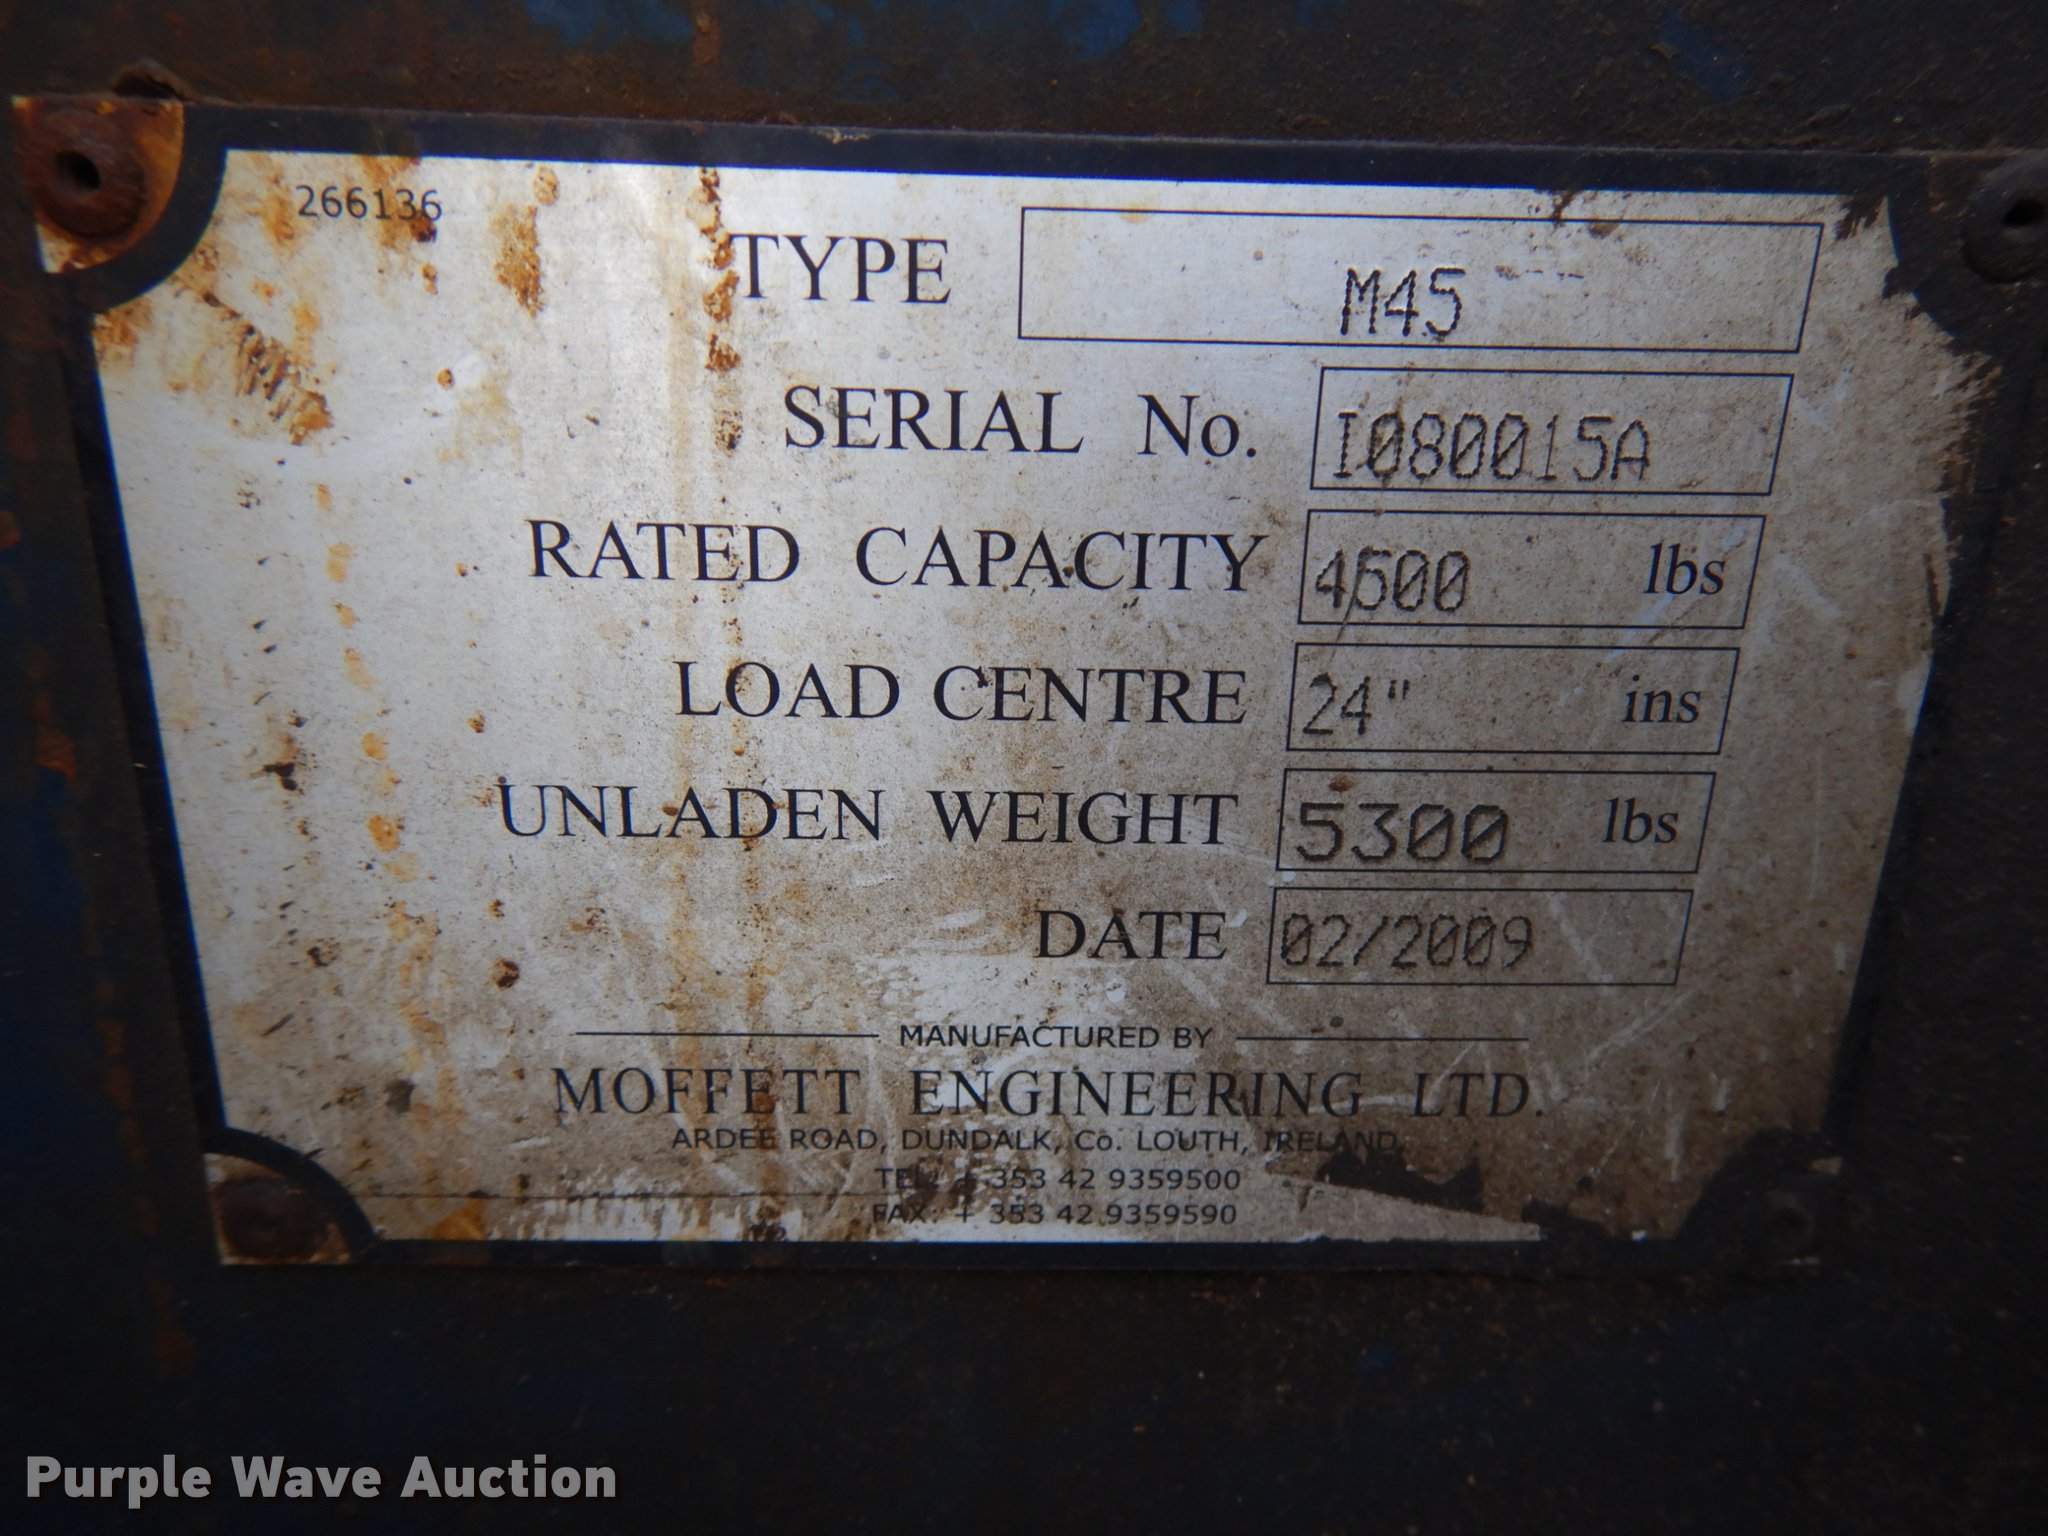 266136
TYPE M45
SERIAL No. I080015A
RATED CAPACITY 4500 lbs
LOAD CENTRE 24" ins
UNLADEN WEIGHT 5300 lbs
DATE 02/2009
MANUFACTURED BY
MOFFETT ENGINEERING LTD.
ARDEE ROAD, DUNDALK, Co. LOUTH, IRELAND
TEL: + 353 42 9359500
FAX: + 353 42 9359590
Purple Wave Auction